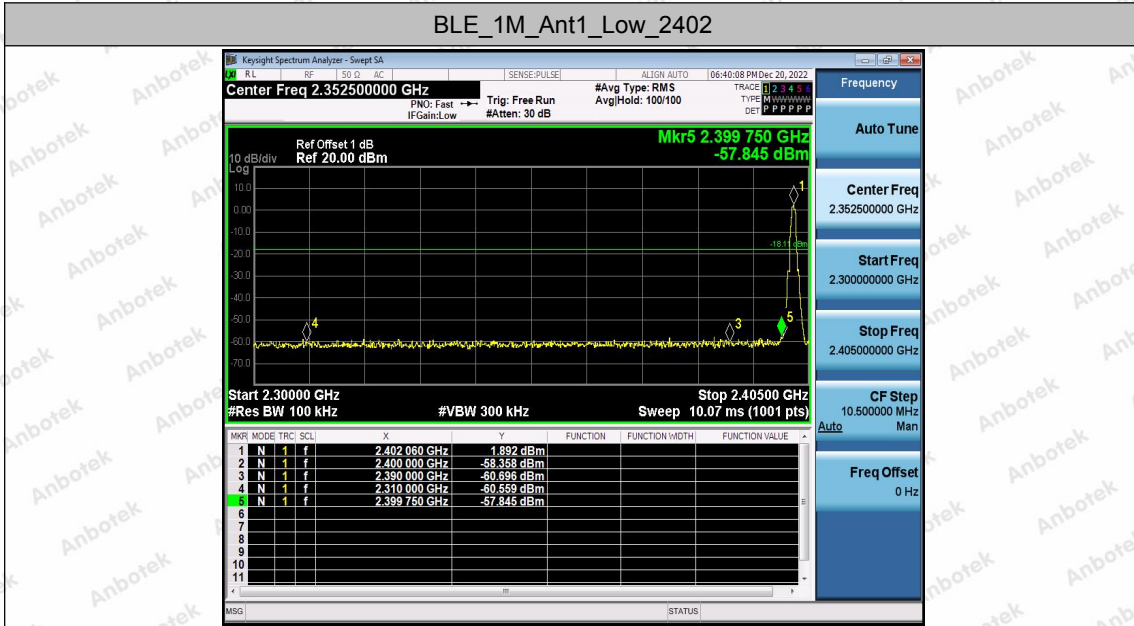 BLE_1M_Ant1_Low_2402
Keysight Spectrum Analyzer - Swept SA
RL RF 50 Ω AC SENSE:PULSE ALIGN AUTO 06:40:08 PM Dec 20, 2022
Center Freq 2.352500000 GHz
PNO: Fast
IFGain:Low
Trig: Free Run
#Atten: 30 dB
#Avg Type: RMS
Avg|Hold: 100/100
TRACE 1 2 3 4 5 6
TYPE M WWWWW
DET P P P P P P
Mkr5 2.399 750 GHz
-57.845 dBm
Ref Offset 1 dB
10 dB/div Ref 20.00 dBm
Log
10.0
0.00
-10.0
-20.0
-30.0
-40.0
-50.0
-60.0
-70.0
1
-18.11 dBm
4
3
5
Start 2.30000 GHz Stop 2.40500 GHz
#Res BW 100 kHz #VBW 300 kHz Sweep 10.07 ms (1001 pts)
MKR MODE TRC SCL X Y FUNCTION FUNCTION WIDTH FUNCTION VALUE
1 N 1 f 2.402 060 GHz 1.892 dBm
2 N 1 f 2.400 000 GHz -58.358 dBm
3 N 1 f 2.390 000 GHz -60.696 dBm
4 N 1 f 2.310 000 GHz -60.559 dBm
5 N 1 f 2.399 750 GHz -57.845 dBm
6
7
8
9
10
11
MSG STATUS
Frequency
Auto Tune
Center Freq
2.352500000 GHz
Start Freq
2.300000000 GHz
Stop Freq
2.405000000 GHz
CF Step
10.500000 MHz
Auto Man
Freq Offset
0 Hz
Anbotek